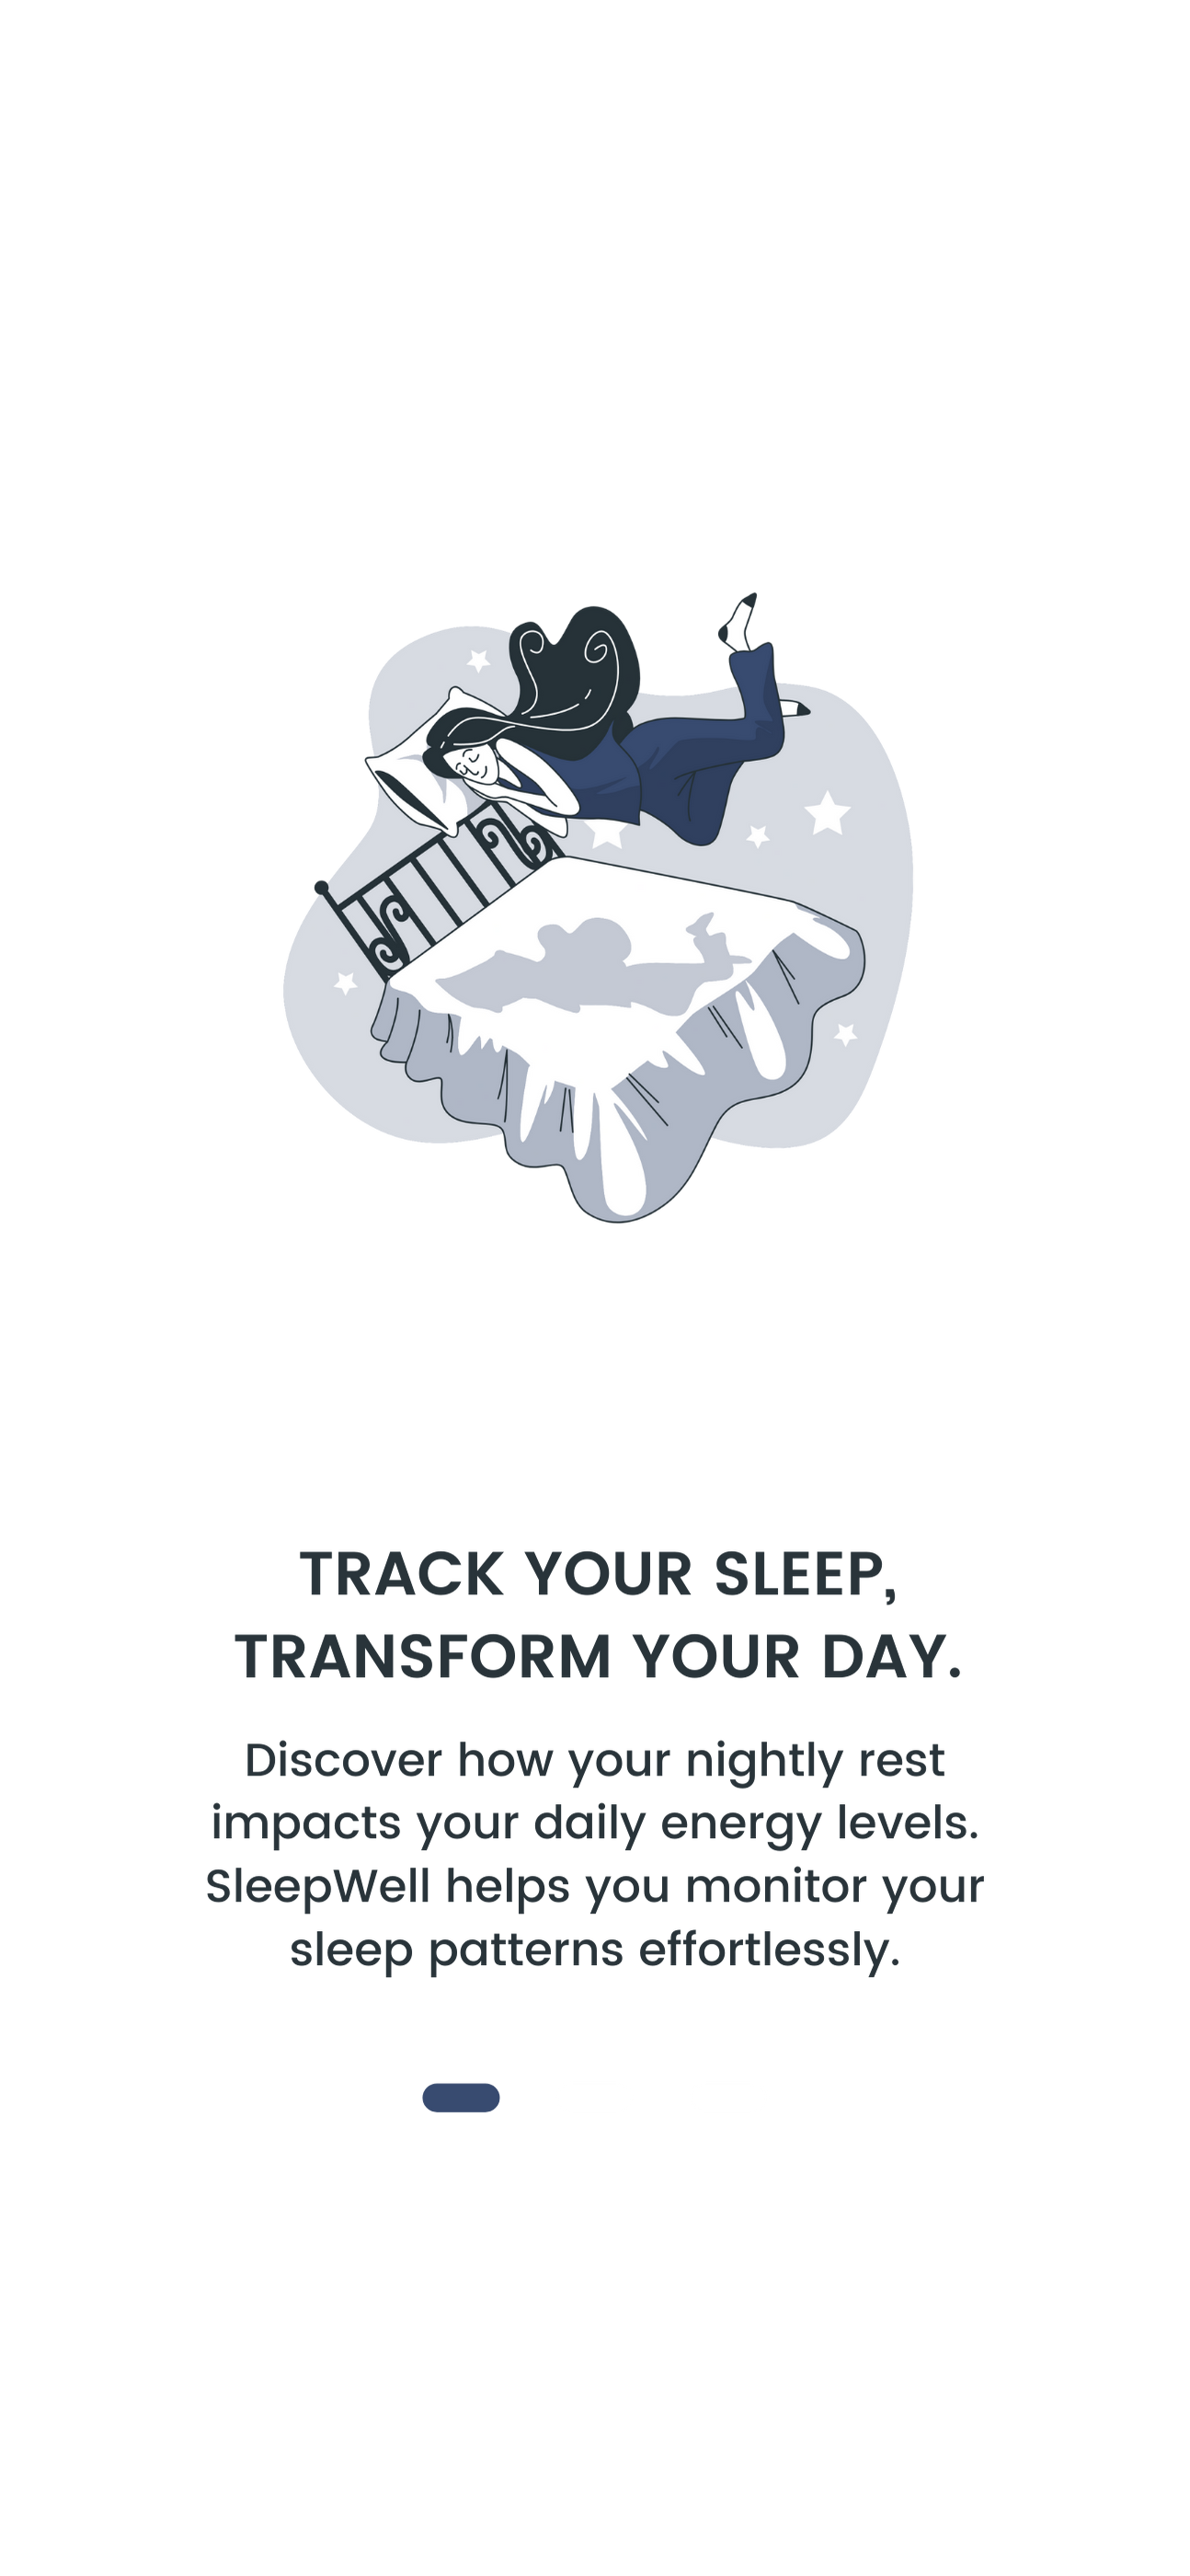 TRACK YOUR SLEEP,
TRANSFORM YOUR DAY.
Discover how your nightly rest
impacts your daily energy levels.
SleepWell helps you monitor your
sleep patterns effortlessly.